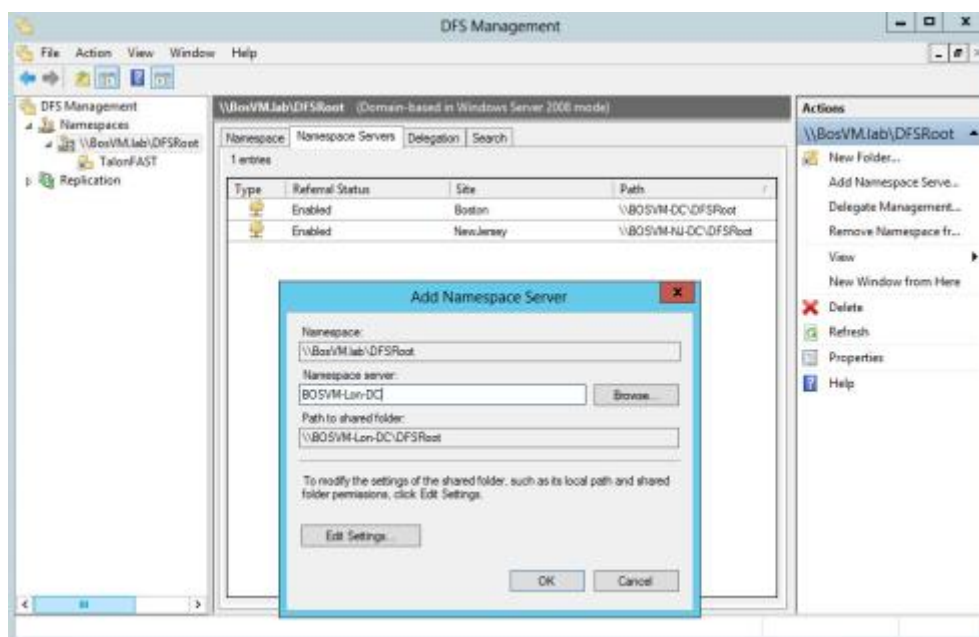 DFS Management
File Action View Window Help
DFS Management
Namespaces
\\BosVM.lab\DFSRoot
TalonFAST
Replication
\\BosVM.lab\DFSRoot (Domain-based in Windows Server 2008 mode)
Namespace Namespace Servers Delegation Search
1 entries
Type Referral Status Site Path
Enabled Boston \\BOSVM-DC\DFSRoot
Enabled NewJersey \\BOSVM-NJ-DC\DFSRoot
Add Namespace Server
Namespace:
\\BosVM.lab\DFSRoot
Namespace server:
BOSVM-Lon-DC
Browse...
Path to shared folder:
\\BOSVM-Lon-DC\DFSRoot
To modify the settings of the shared folder, such as its local path and shared
folder permissions, click Edit Settings.
Edit Settings...
OK Cancel
Actions
\\BosVM.lab\DFSRoot
New Folder...
Add Namespace Serve...
Delegate Management...
Remove Namespace fr...
View
New Window from Here
Delete
Refresh
Properties
Help